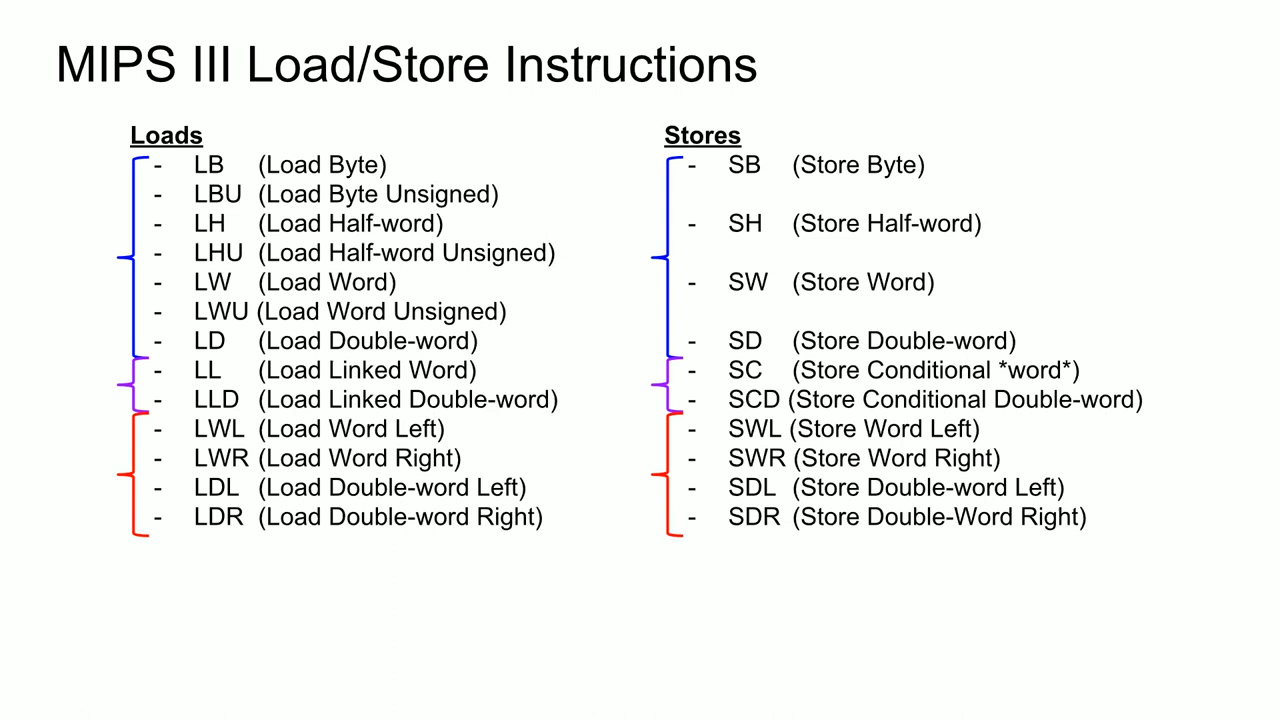 MIPS III Load/Store Instructions
Loads
- LB (Load Byte)
- LBU (Load Byte Unsigned)
- LH (Load Half-word)
- LHU (Load Half-word Unsigned)
- LW (Load Word)
- LWU (Load Word Unsigned)
- LD (Load Double-word)
- LL (Load Linked Word)
- LLD (Load Linked Double-word)
- LWL (Load Word Left)
- LWR (Load Word Right)
- LDL (Load Double-word Left)
- LDR (Load Double-word Right)
Stores
- SB (Store Byte)
- SH (Store Half-word)
- SW (Store Word)
- SD (Store Double-word)
- SC (Store Conditional *word*)
- SCD (Store Conditional Double-word)
- SWL (Store Word Left)
- SWR (Store Word Right)
- SDL (Store Double-word Left)
- SDR (Store Double-Word Right)